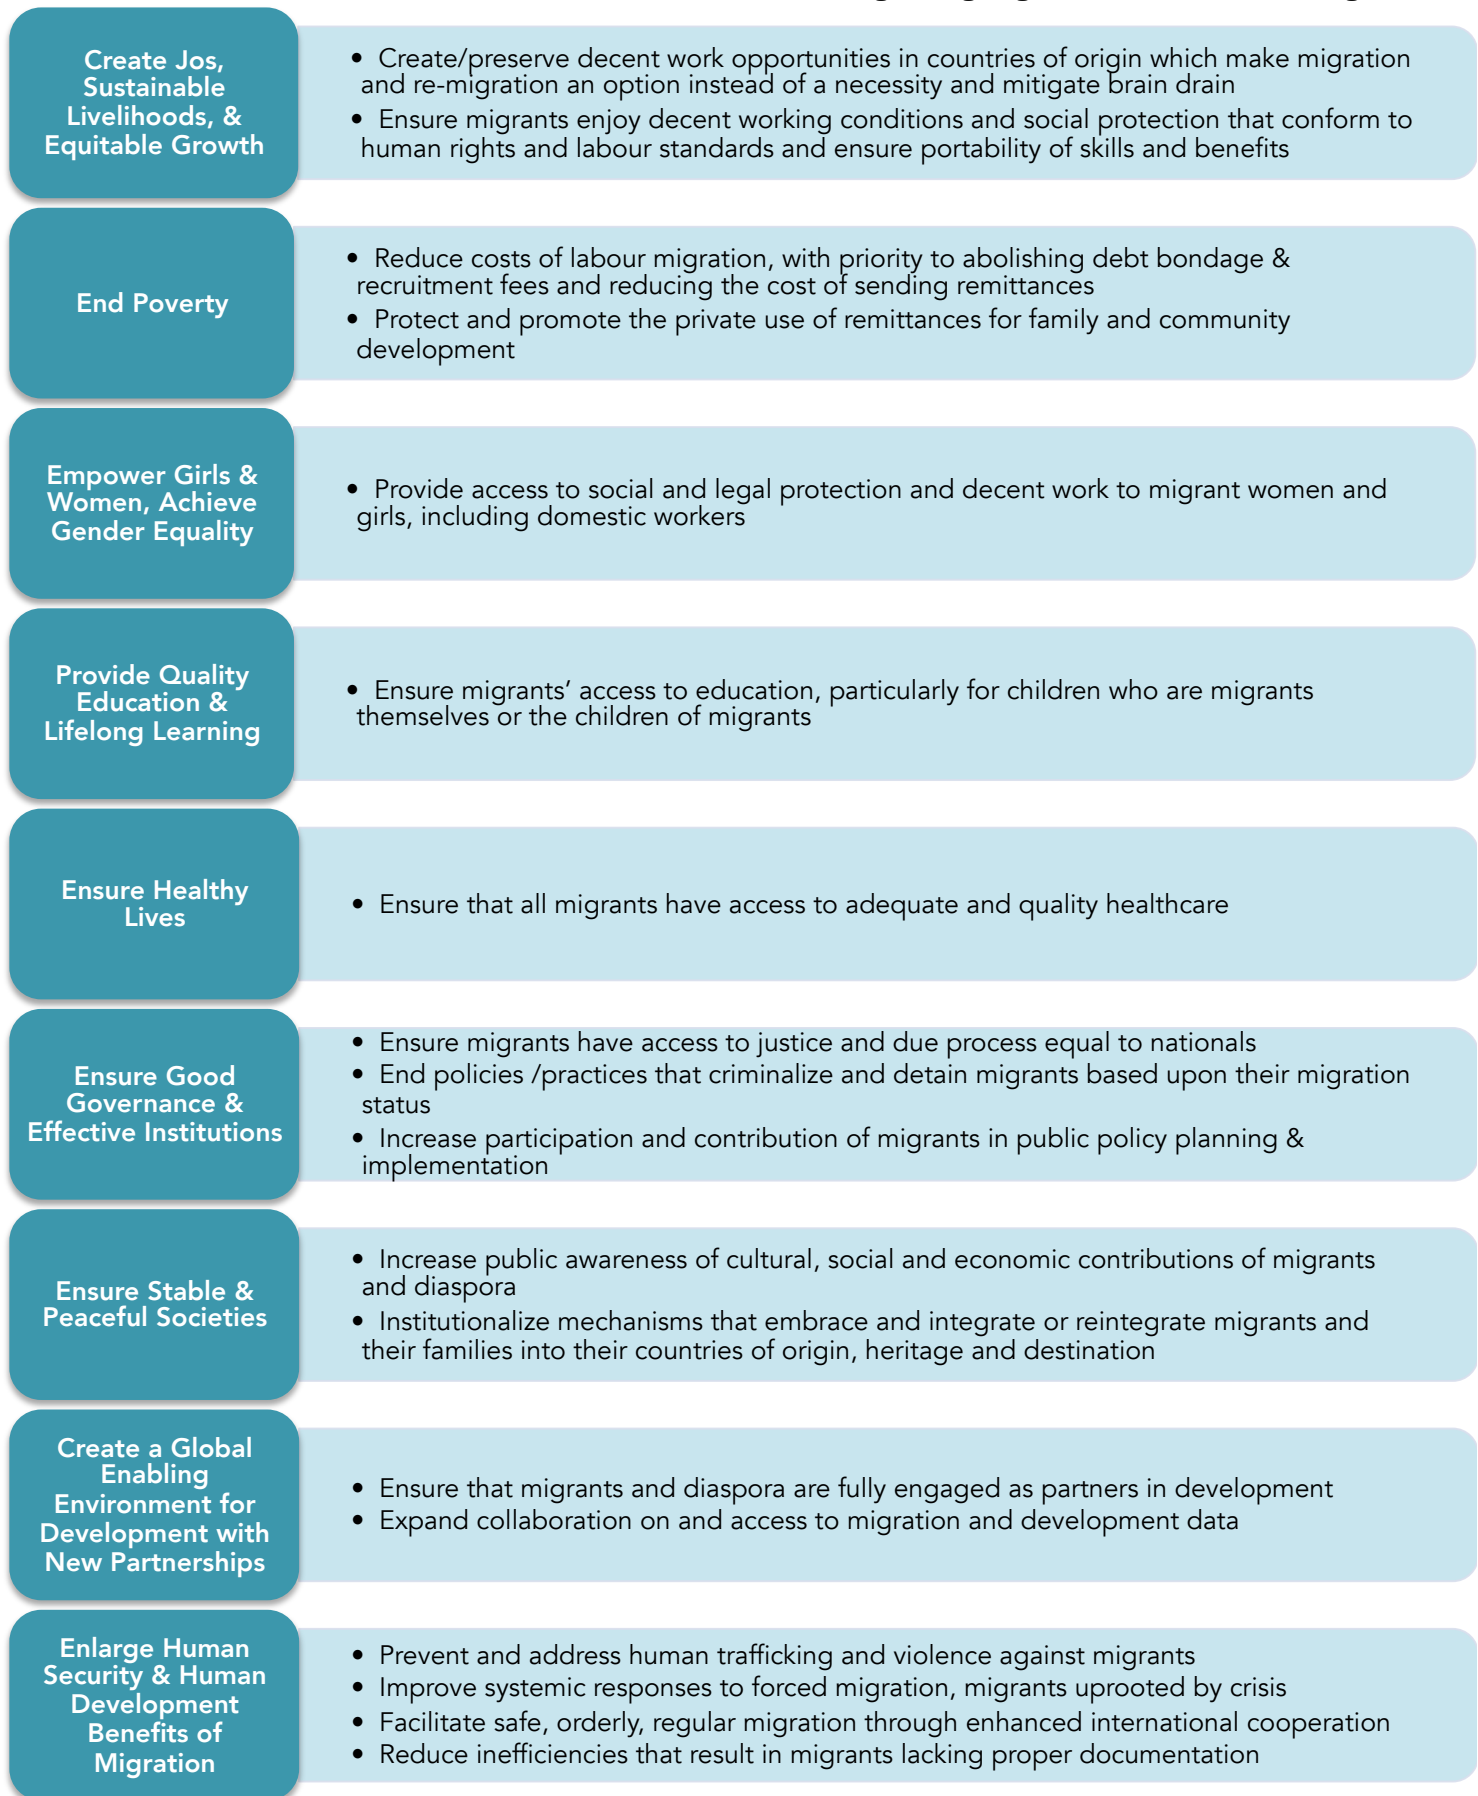 Create Jos,
Sustainable
Livelihoods, &
Equitable Growth
• Create/preserve decent work opportunities in countries of origin which make migration
and re-migration an option instead of a necessity and mitigate brain drain
• Ensure migrants enjoy decent working conditions and social protection that conform to
human rights and labour standards and ensure portability of skills and benefits
End Poverty
• Reduce costs of labour migration, with priority to abolishing debt bondage &
recruitment fees and reducing the cost of sending remittances
• Protect and promote the private use of remittances for family and community
development
Empower Girls &
Women, Achieve
Gender Equality
• Provide access to social and legal protection and decent work to migrant women and
girls, including domestic workers
Provide Quality
Education &
Lifelong Learning
• Ensure migrants’ access to education, particularly for children who are migrants
themselves or the children of migrants
Ensure Healthy
Lives
• Ensure that all migrants have access to adequate and quality healthcare
Ensure Good
Governance &
Effective Institutions
• Ensure migrants have access to justice and due process equal to nationals
• End policies /practices that criminalize and detain migrants based upon their migration
status
• Increase participation and contribution of migrants in public policy planning &
implementation
Ensure Stable &
Peaceful Societies
• Increase public awareness of cultural, social and economic contributions of migrants
and diaspora
• Institutionalize mechanisms that embrace and integrate or reintegrate migrants and
their families into their countries of origin, heritage and destination
Create a Global
Enabling
Environment for
Development with
New Partnerships
• Ensure that migrants and diaspora are fully engaged as partners in development
• Expand collaboration on and access to migration and development data
Enlarge Human
Security & Human
Development
Benefits of
Migration
• Prevent and address human trafficking and violence against migrants
• Improve systemic responses to forced migration, migrants uprooted by crisis
• Facilitate safe, orderly, regular migration through enhanced international cooperation
• Reduce inefficiencies that result in migrants lacking proper documentation